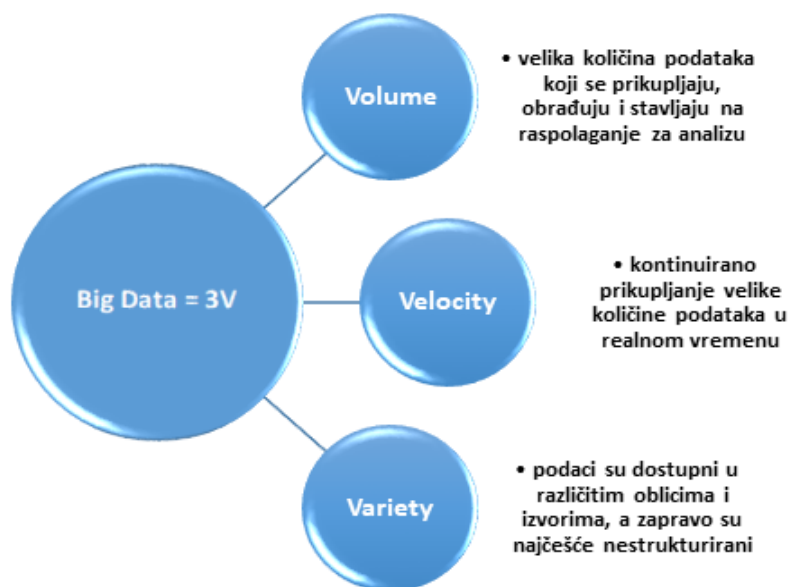 Volume
• velika količina podataka
koji se prikupljaju,
obrađuju i stavljaju na
raspolaganje za analizu
Big Data = 3V
Velocity
• kontinuirano
prikupljanje velike
količine podataka u
realnom vremenu
Variety
• podaci su dostupni u
različitim oblicima i
izvorima, a zapravo su
najčešće nestrukturirani